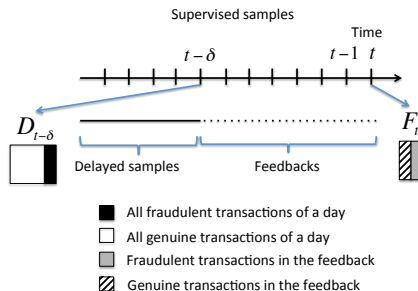 Supervised samples
Time
t−δ
t−1 t
D_{t−δ}
F_t
Delayed samples
Feedbacks
All fraudulent transactions of a day
All genuine transactions of a day
Fraudulent transactions in the feedback
Genuine transactions in the feedback